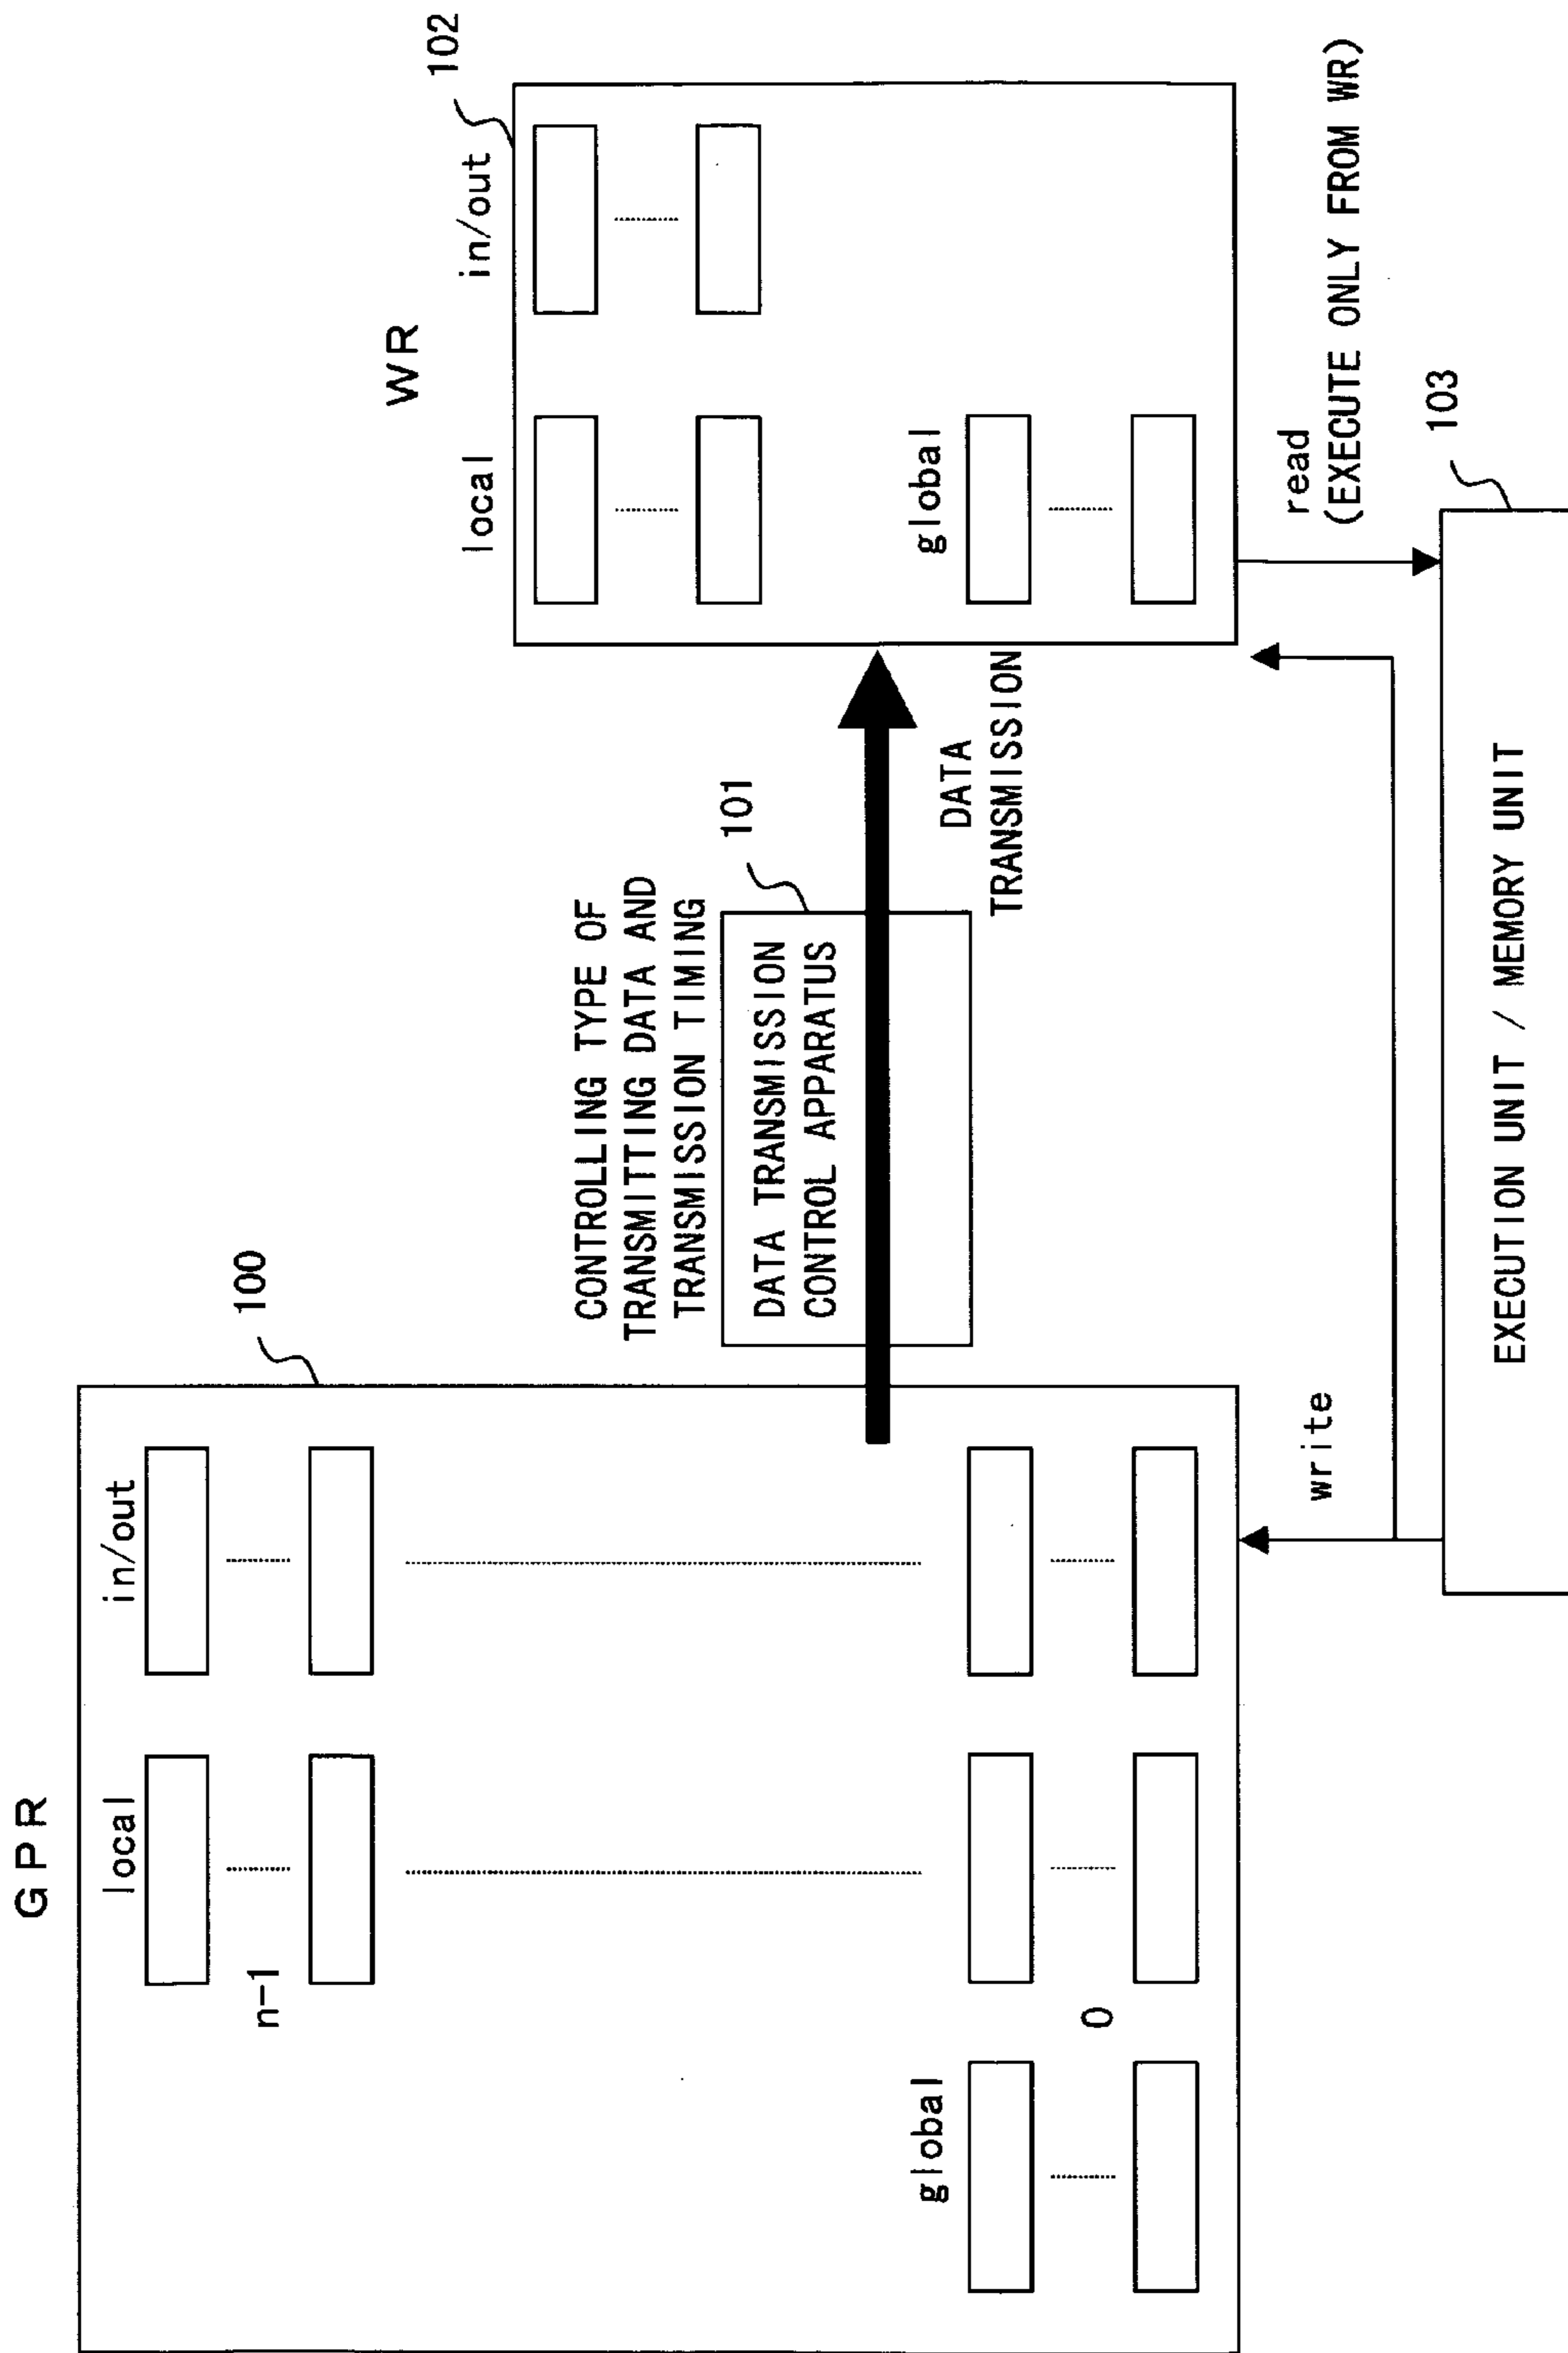 GPR
100
in/out
local
n-1
global
0
CONTROLLING TYPE OF
TRANSMITTING DATA AND
TRANSMISSION TIMING
101
DATA TRANSMISSION
CONTROL APPARATUS
DATA
TRANSMISSION
WR
102
local
in/out
global
write
read
(EXECUTE ONLY FROM WR)
103
EXECUTION UNIT / MEMORY UNIT